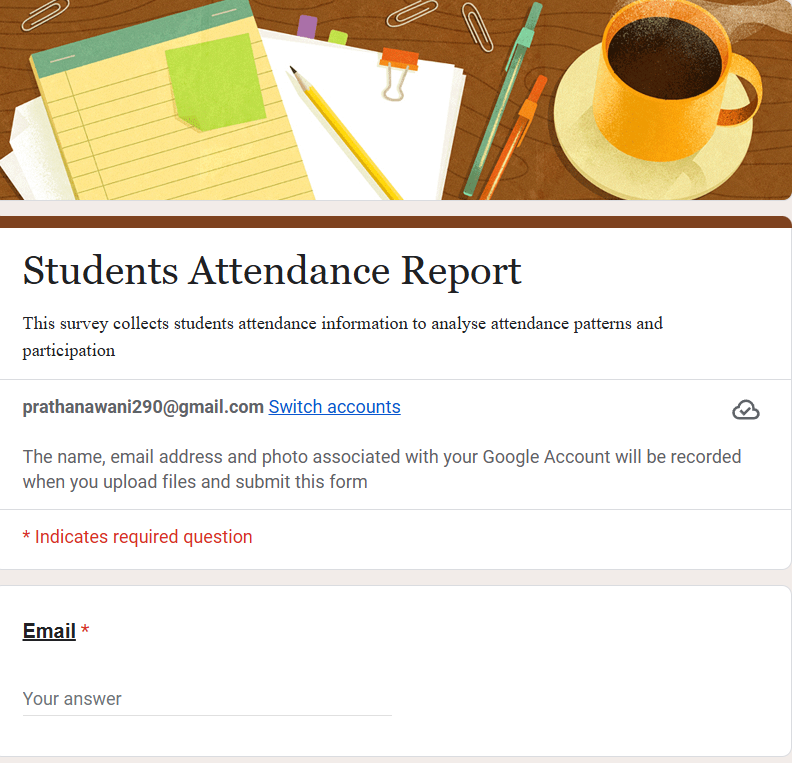 Students Attendance Report
This survey collects students attendance information to analyse attendance patterns and
participation
prathanawani290@gmail.com Switch accounts
The name, email address and photo associated with your Google Account will be recorded
when you upload files and submit this form
* Indicates required question
Email *
Your answer